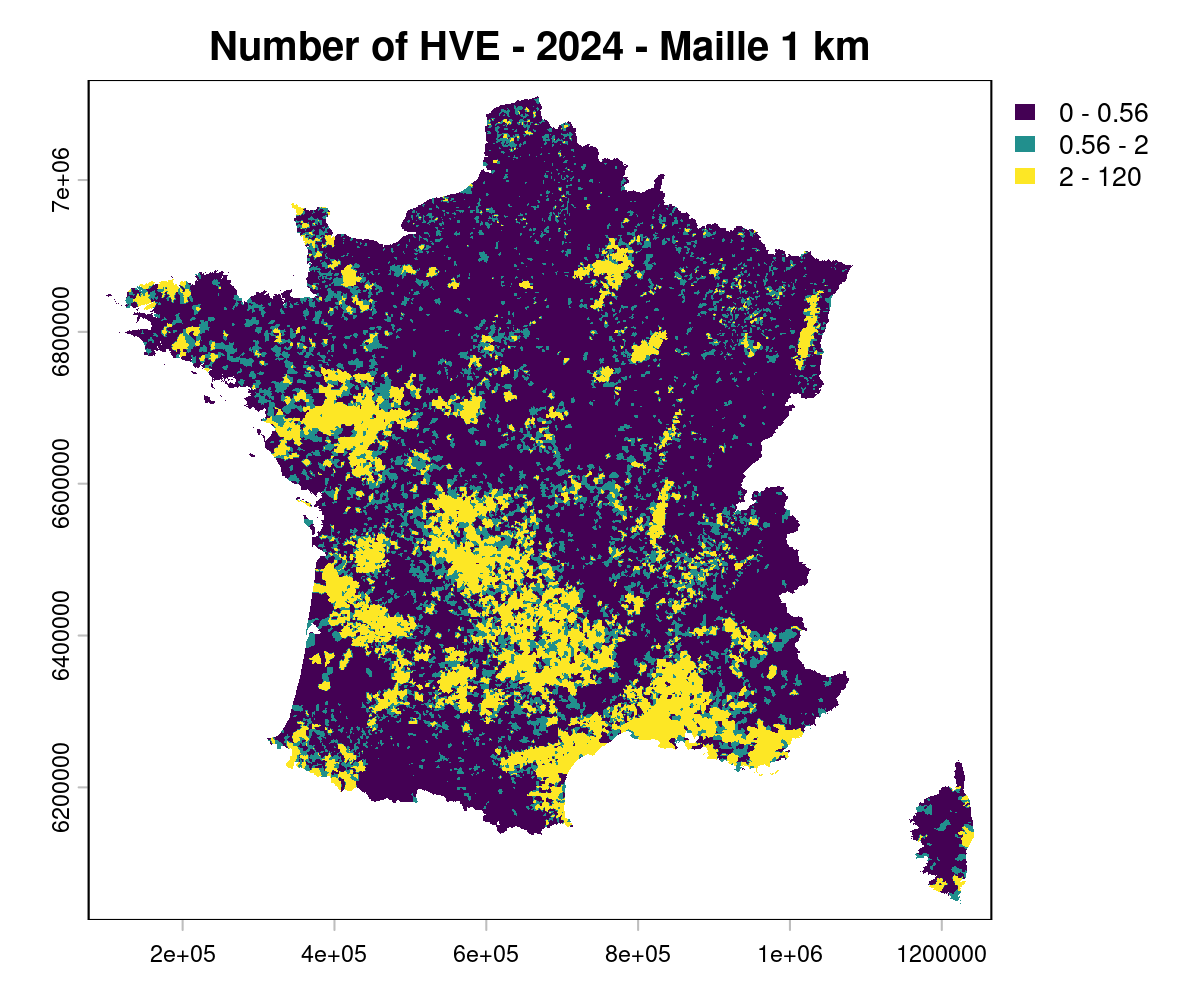 Number of HVE - 2024 - Maille 1 km
0 - 0.56
0.56 - 2
2 - 120
7e+06
6800000
6600000
6400000
6200000
2e+05
4e+05
6e+05
8e+05
1e+06
1200000